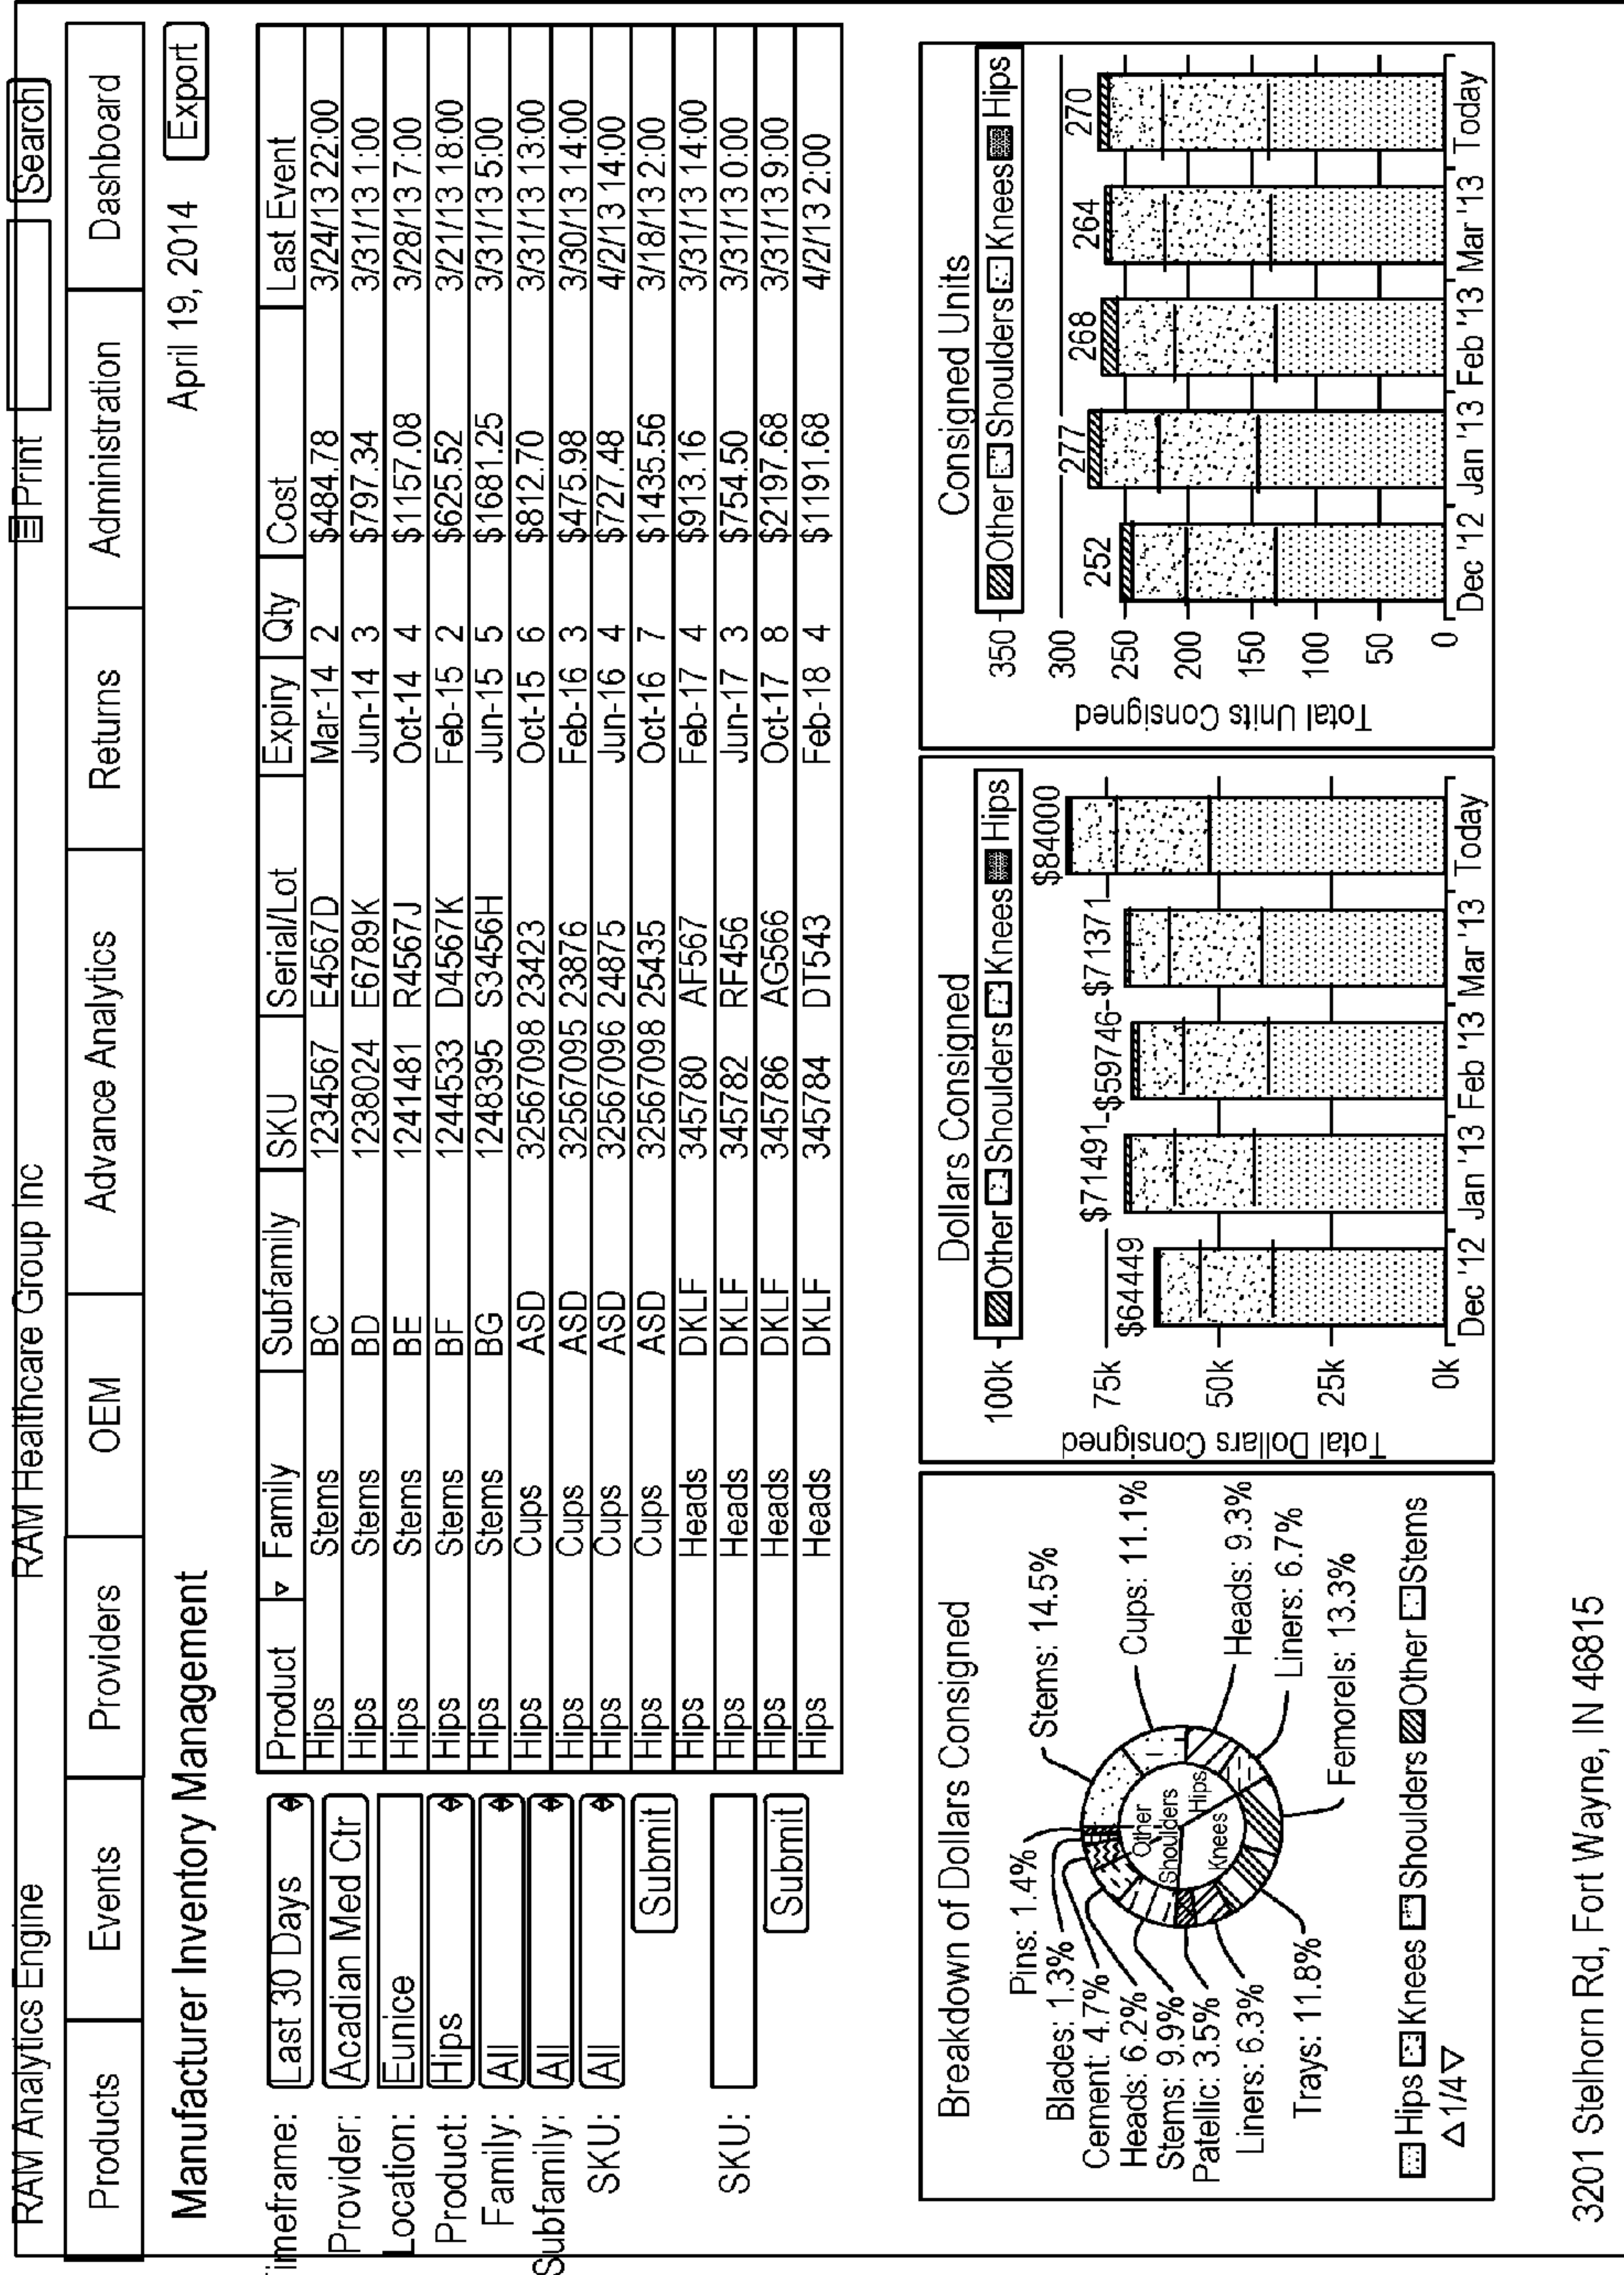 RAM Analytics Engine RAM Healthcare Group Inc Print Search
Products Events Providers OEM Advance Analytics Returns Administration Dashboard
Manufacturer Inventory Management April 19, 2014 Export
Timeframe: Last 30 Days
Provider: Acadian Med Ctr
Location: Eunice
Product: Hips
Family: All
Subfamily: All
SKU: All
Submit
SKU:
Submit
Product Family Subfamily SKU Serial/Lot Expiry Qty Cost Last Event
Hips Stems BC 1234567 E4567D Mar-14 2 $484.78 3/24/13 22:00
Hips Stems BD 1238024 E6789K Jun-14 3 $797.34 3/31/13 1:00
Hips Stems BE 1241481 R4567J Oct-14 4 $1157.08 3/28/13 7:00
Hips Stems BF 1244533 D4567K Feb-15 2 $625.52 3/21/13 18:00
Hips Stems BG 1248395 S3456H Jun-15 5 $1681.25 3/31/13 5:00
Hips Cups ASD 32567098 23423 Oct-15 6 $812.70 3/31/13 13:00
Hips Cups ASD 32567095 23876 Feb-16 3 $475.98 3/30/13 14:00
Hips Cups ASD 32567096 24875 Jun-16 4 $727.48 4/2/13 14:00
Hips Cups ASD 32567098 25435 Oct-16 7 $1435.56 3/18/13 2:00
Hips Heads DKLF 345780 AF567 Feb-17 4 $913.16 3/31/13 14:00
Hips Heads DKLF 345782 RF456 Jun-17 3 $754.50 3/31/13 0:00
Hips Heads DKLF 345786 AG566 Oct-17 8 $2197.68 3/31/13 9:00
Hips Heads DKLF 345784 DT543 Feb-18 4 $1191.68 4/2/13 2:00
Breakdown of Dollars Consigned
Pins: 1.4%
Stems: 14.5%
Blades: 1.3%
Cement: 4.7%
Cups: 11.1%
Heads: 6.2%
Stems: 9.9%
Patellic: 3.5%
Heads: 9.3%
Liners: 6.3%
Liners: 6.7%
Trays: 11.8%
Femorels: 13.3%
Other
Shoulders
Hips
Knees
Hips Knees Shoulders Other Stems
1/4
Dollars Consigned
Other Shoulders Knees Hips
Total Dollars Consigned
100k
75k
50k
25k
0k
$64449 $71491 $59746 $71371 $84000
Dec '12 Jan '13 Feb '13 Mar '13 Today
Consigned Units
Other Shoulders Knees Hips
Total Units Consigned
350
300
250
200
150
100
50
0
252 277 268 264 270
Dec '12 Jan '13 Feb '13 Mar '13 Today
3201 Stelhorn Rd, Fort Wayne, IN 46815